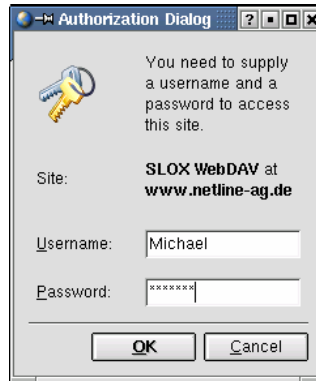 Authorization Dialog
You need to supply
a username and a
password to access
this site.
Site:
SLOX WebDAV at
www.netline-ag.de
Username:
Michael
Password:
*******
OK
Cancel